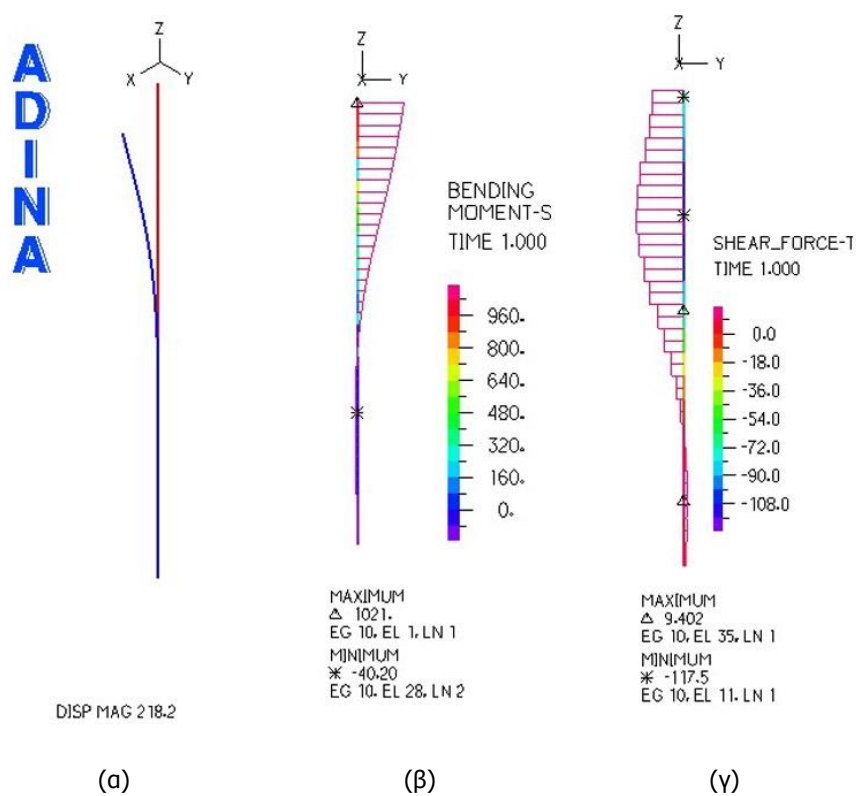 ADINA
Z
X Y
DISP MAG 218.2
Z
X Y
BENDING
MOMENT-S
TIME 1.000
960.
800.
640.
480.
320.
160.
0.
MAXIMUM
△ 1021.
EG 10, EL 1, LN 1
MINIMUM
✳ -40.20
EG 10. EL 28, LN 2
Z
X Y
SHEAR_FORCE-T
TIME 1.000
0.0
-18.0
-36.0
-54.0
-72.0
-90.0
-108.0
MAXIMUM
△ 9.402
EG 10, EL 35, LN 1
MINIMUM
✳ -117.5
EG 10, EL 11. LN 1
(α) (β) (γ)